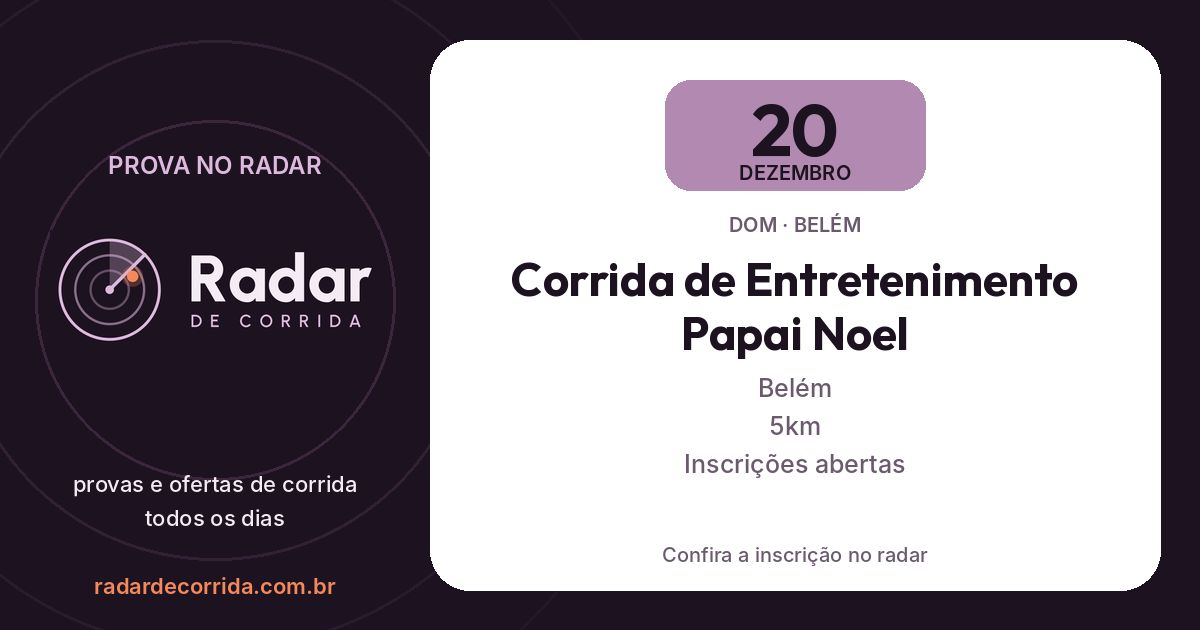 PROVA NO RADAR
Radar
DE CORRIDA
provas e ofertas de corrida
todos os dias
radardecorrida.com.br
20
DEZEMBRO
DOM · BELÉM
Corrida de Entretenimento
Papai Noel
Belém
5km
Inscrições abertas
Confira a inscrição no radar